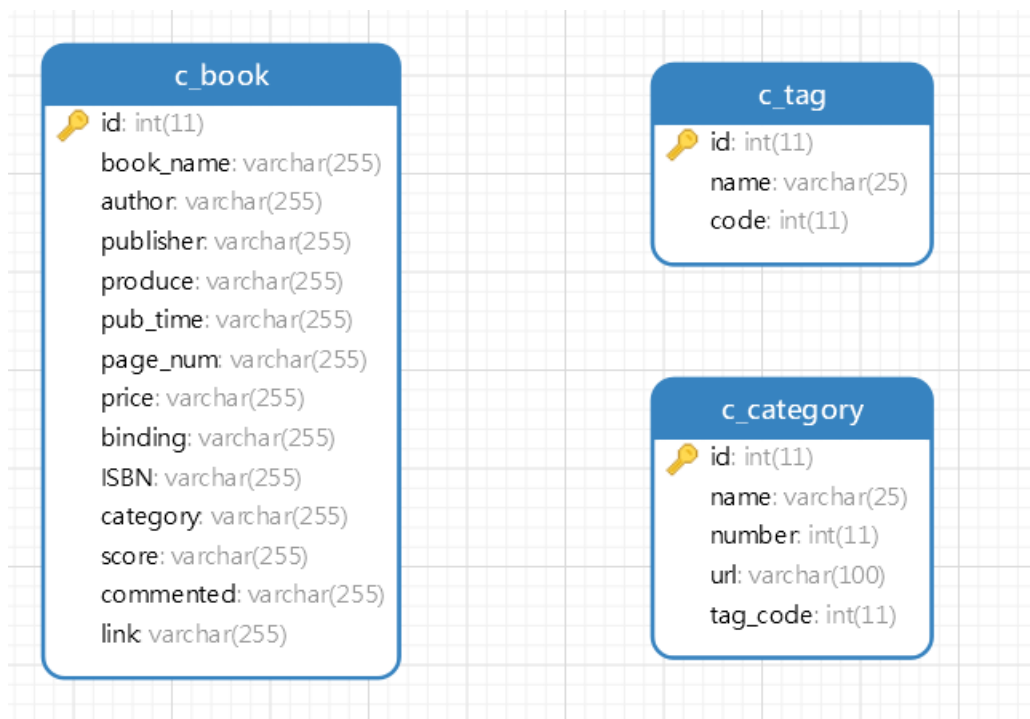 c_book
id: int(11)
book_name: varchar(255)
author: varchar(255)
publisher: varchar(255)
produce: varchar(255)
pub_time: varchar(255)
page_num: varchar(255)
price: varchar(255)
binding: varchar(255)
ISBN: varchar(255)
category: varchar(255)
score: varchar(255)
commented: varchar(255)
link: varchar(255)
c_tag
id: int(11)
name: varchar(25)
code: int(11)
c_category
id: int(11)
name: varchar(25)
number: int(11)
url: varchar(100)
tag_code: int(11)